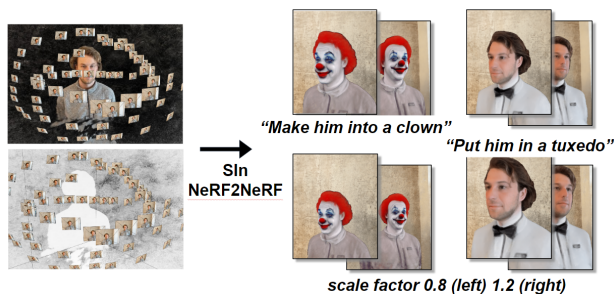 SIn
NeRF2NeRF
“Make him into a clown”
“Put him in a tuxedo”
scale factor 0.8 (left) 1.2 (right)